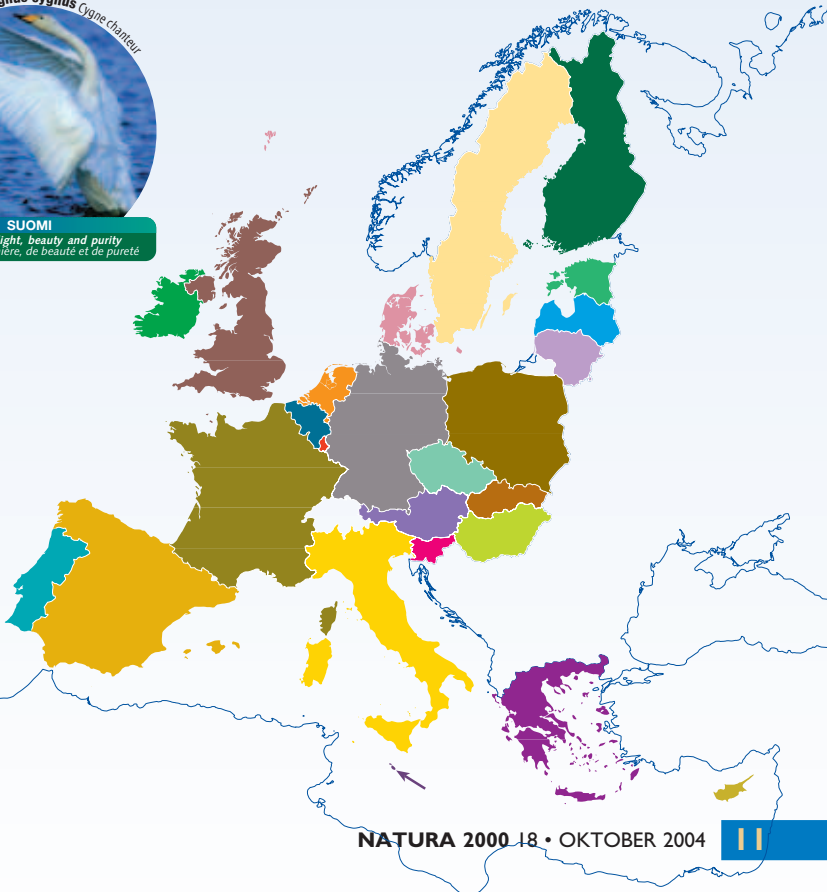 cygnus Cygne chanteur
SUOMI
ight, beauty and purity
ière, de beauté et de pureté
NATURA 2000 18 • OKTOBER 2004
11